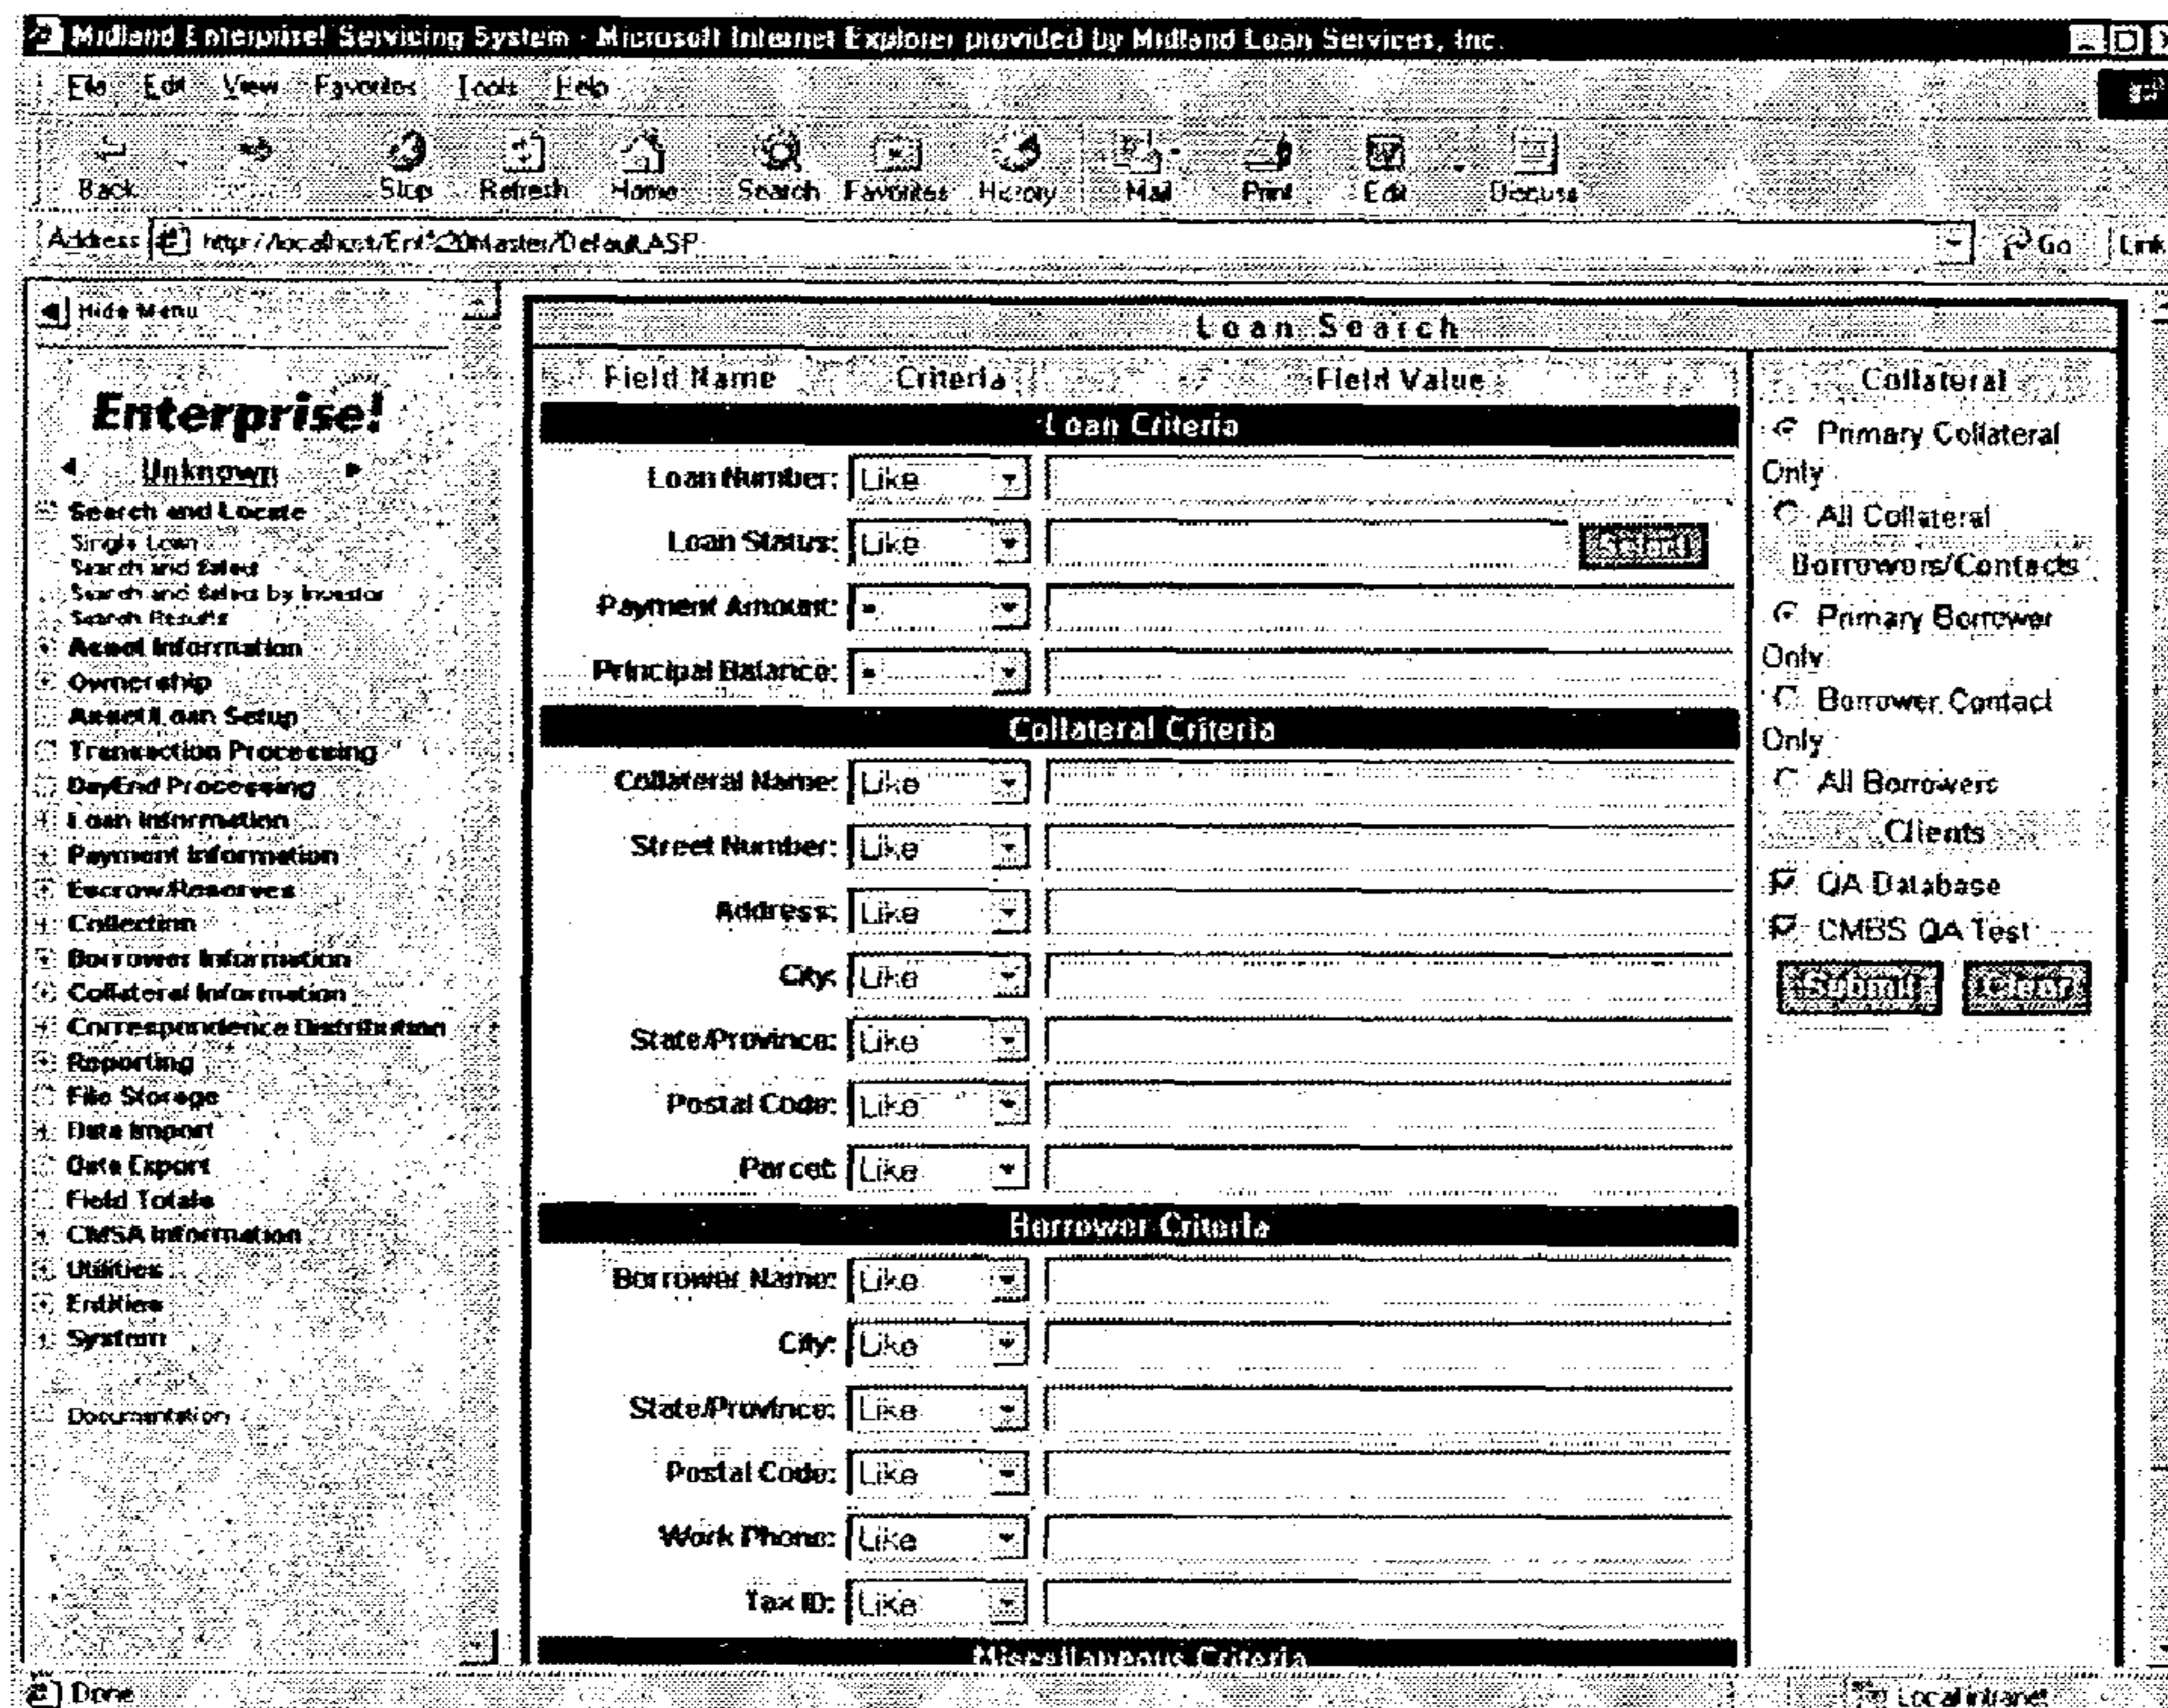 Midland Enterprise! Servicing System - Microsoft Internet Explorer provided by Midland Loan Services, Inc.
File Edit View Favorites Tools Help
Back Stop Refresh Home Search Favorites History Mail Print Edit Discuss
Address http://localhost/Ent%20Master/Default.ASP Go Link
Hide Menu
Enterprise!
Unknown
Search and Locate
Single Loan
Search and Select
Search and Select by Investor
Search Results
Asset Information
Ownership
Asset/Loan Setup
Transaction Processing
DayEnd Processing
Loan Information
Payment Information
Escrow/Reserves
Collection
Borrower Information
Collateral Information
Correspondence Distribution
Reporting
File Storage
Data Import
Data Export
Field Totals
CMSA Information
Utilities
Entities
System
Documentation
Loan Search
Field Name Criteria Field Value
Loan Criteria
Loan Number: Like
Loan Status: Like Select
Payment Amount: =
Principal Balance: =
Collateral Criteria
Collateral Name: Like
Street Number: Like
Address: Like
City: Like
State/Province: Like
Postal Code: Like
Parcel: Like
Borrower Criteria
Borrower Name: Like
City: Like
State/Province: Like
Postal Code: Like
Work Phone: Like
Tax ID: Like
Miscellaneous Criteria
Collateral
Primary Collateral
Only
All Collateral
Borrowers/Contacts
Primary Borrower
Only
Borrower Contact
Only
All Borrowers
Clients
QA Database
CMBS QA Test
Submit Clear
Done Local intranet